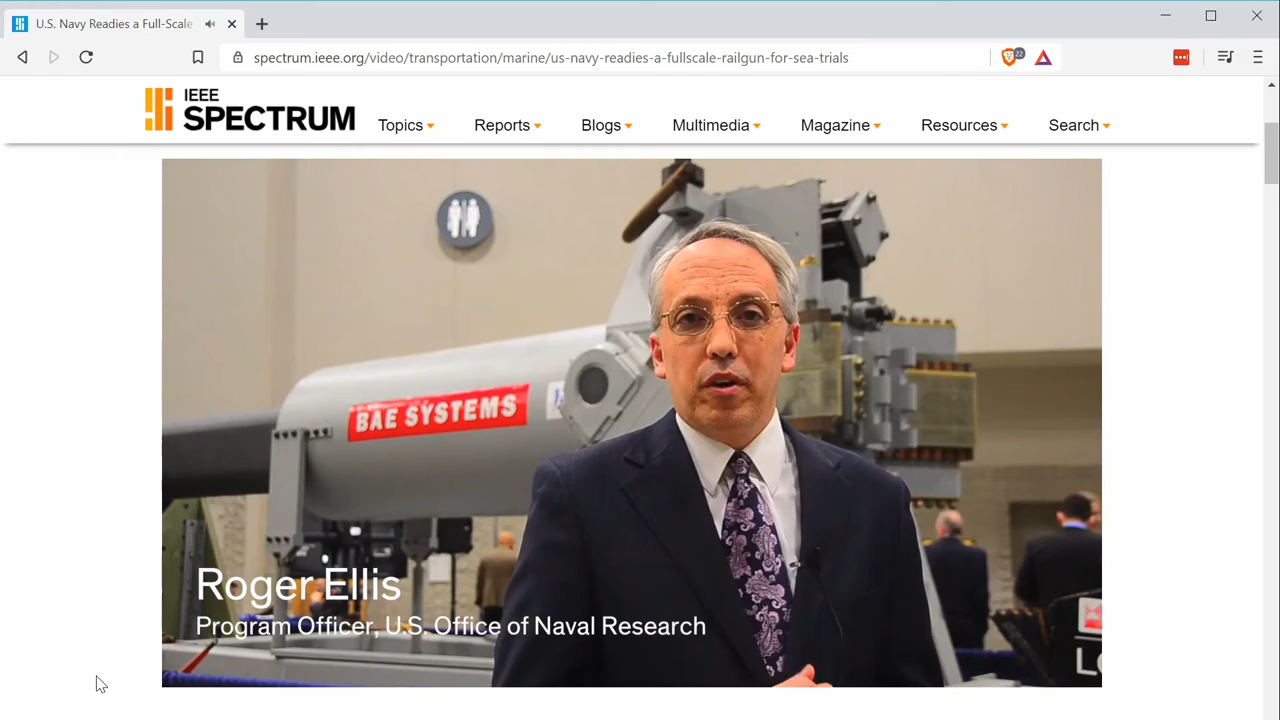 U.S. Navy Readies a Full-Scale
spectrum.ieee.org/video/transportation/marine/us-navy-readies-a-fullscale-railgun-for-sea-trials
22
IEEE
SPECTRUM
Topics Reports Blogs Multimedia Magazine Resources Search
BAE SYSTEMS
Roger Ellis
Program Officer, U.S. Office of Naval Research